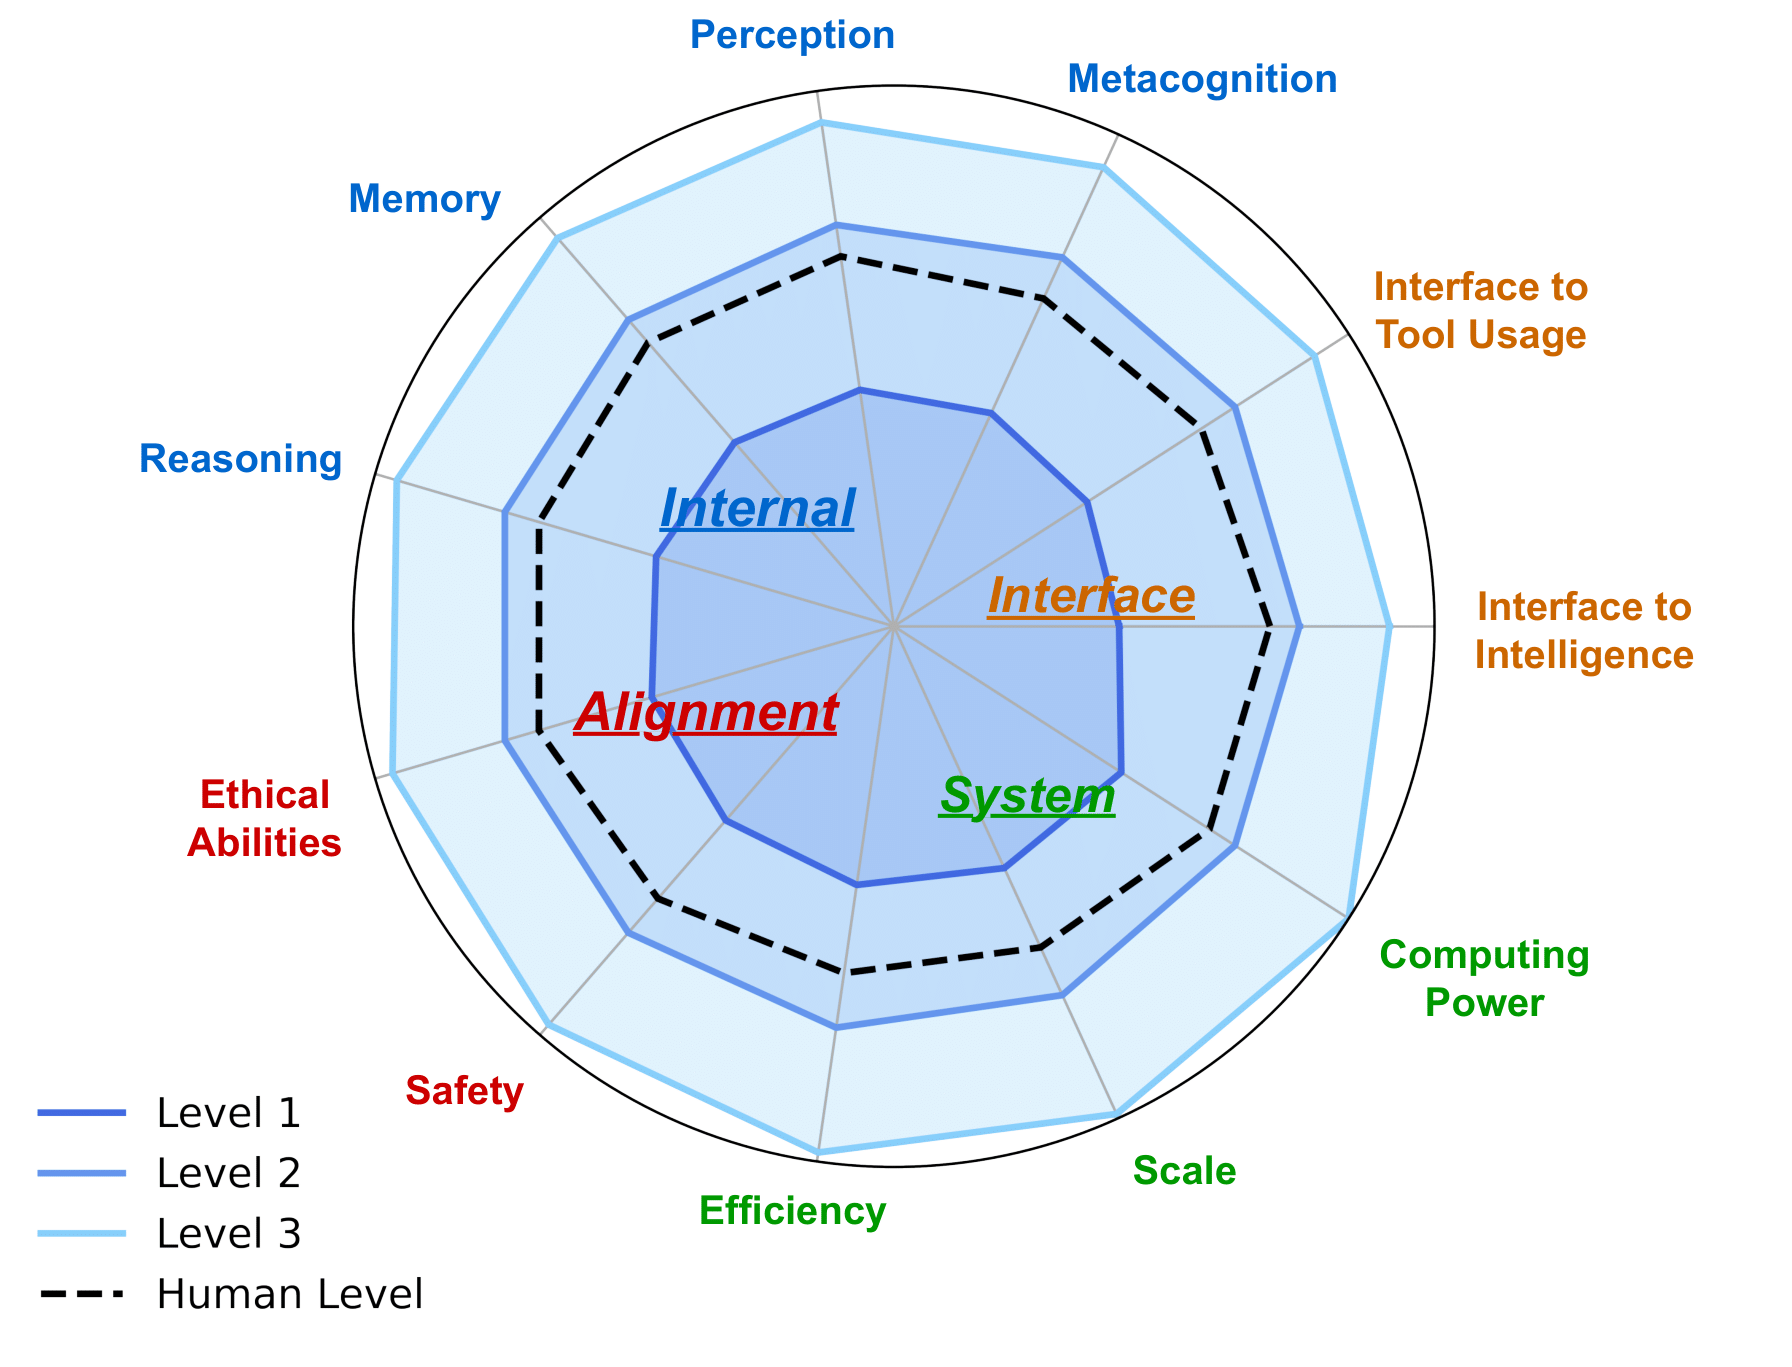 Perception
Metacognition
Memory
Interface to
Tool Usage
Reasoning
Internal
Interface
Interface to
Intelligence
Alignment
System
Ethical
Abilities
Computing
Power
Safety
Scale
Efficiency
Level 1
Level 2
Level 3
Human Level